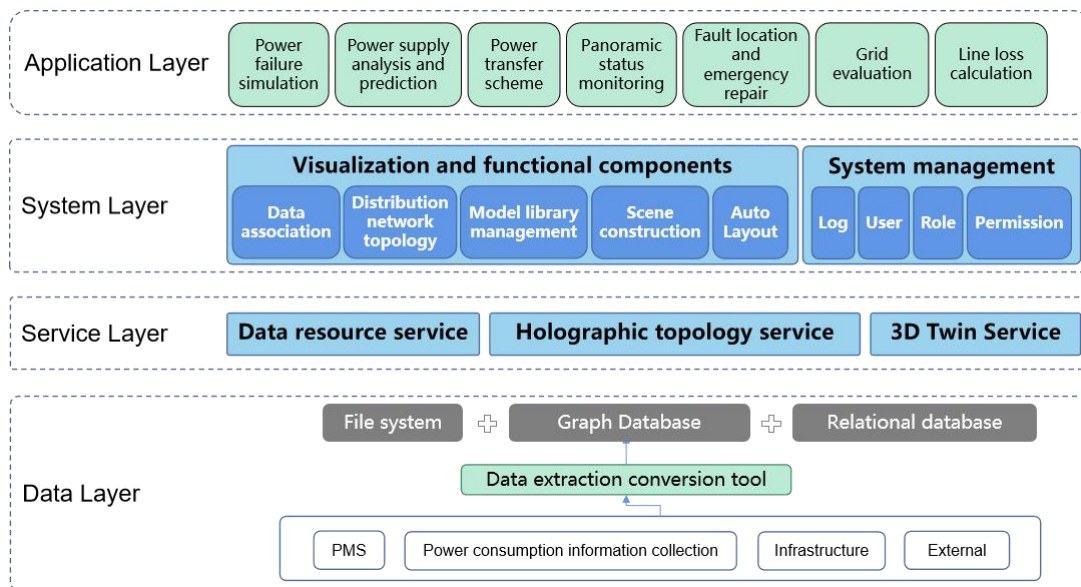 Application Layer
Power
failure
simulation
Power supply
analysis and
prediction
Power
transfer
scheme
Panoramic
status
monitoring
Fault location
and
emergency
repair
Grid
evaluation
Line loss
calculation
System Layer
Visualization and functional components
Data
association
Distribution
network
topology
Model library
management
Scene
construction
Auto
Layout
System management
Log
User
Role
Permission
Service Layer
Data resource service
Holographic topology service
3D Twin Service
Data Layer
File system
Graph Database
Relational database
Data extraction conversion tool
PMS
Power consumption information collection
Infrastructure
External